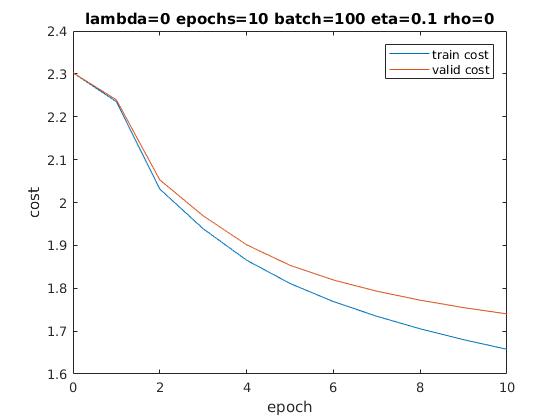 lambda=0 epochs=10 batch=100 eta=0.1 rho=0
train cost
valid cost
2.4
2.3
2.2
2.1
2
1.9
1.8
1.7
1.6
cost
0 2 4 6 8 10
epoch